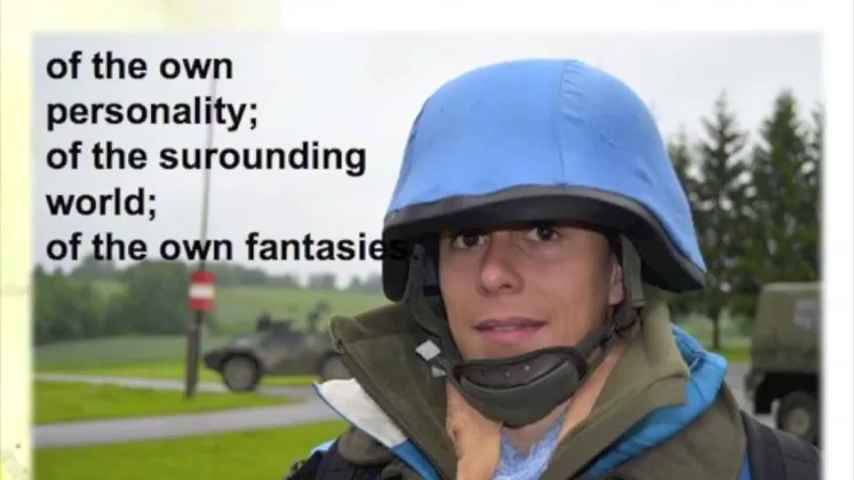 of the own
personality;
of the surounding
world;
of the own fantasies.